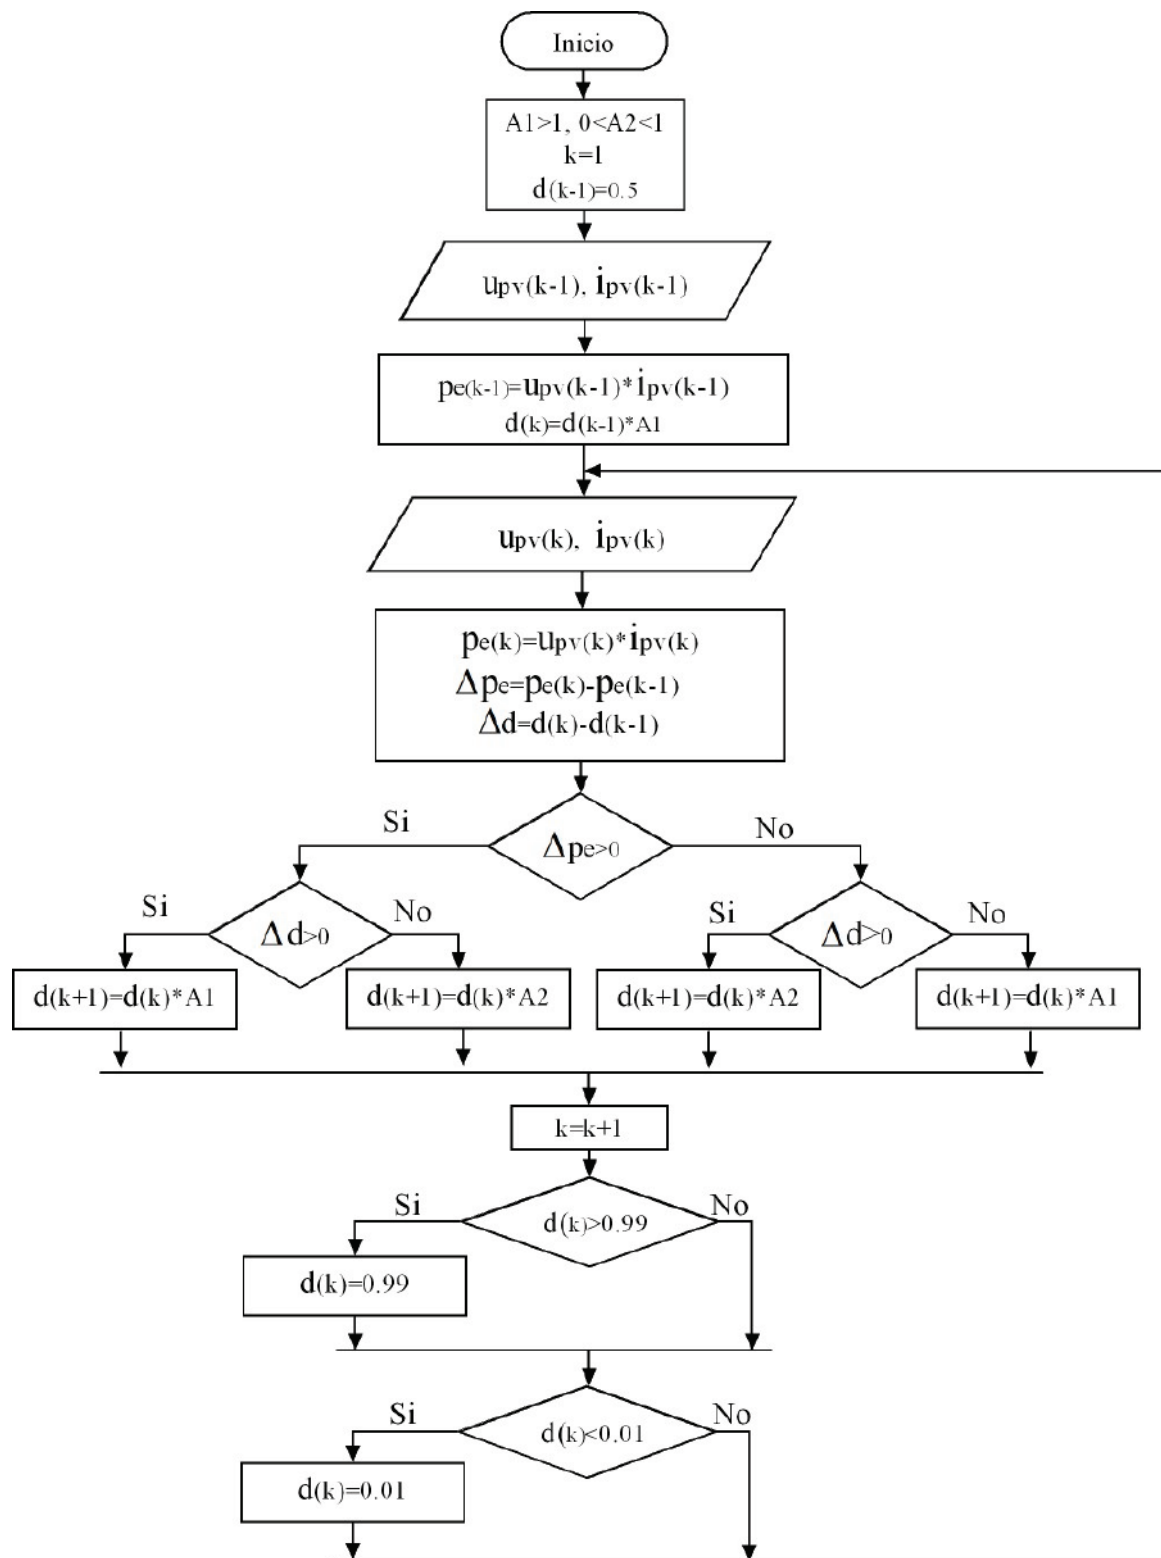 Inicio
A1>1, 0<A2<1
k=1
d(k-1)=0.5
upv(k-1), ipv(k-1)
pe(k-1)=upv(k-1)*ipv(k-1)
d(k)=d(k-1)*A1
upv(k), ipv(k)
pe(k)=upv(k)*ipv(k)
Δpe=pe(k)-pe(k-1)
Δd=d(k)-d(k-1)
Si
Δpe>0
No
Si
Δd>0
No
Si
Δd>0
No
d(k+1)=d(k)*A1
d(k+1)=d(k)*A2
d(k+1)=d(k)*A2
d(k+1)=d(k)*A1
k=k+1
Si
d(k)>0.99
No
d(k)=0.99
Si
d(k)<0.01
No
d(k)=0.01